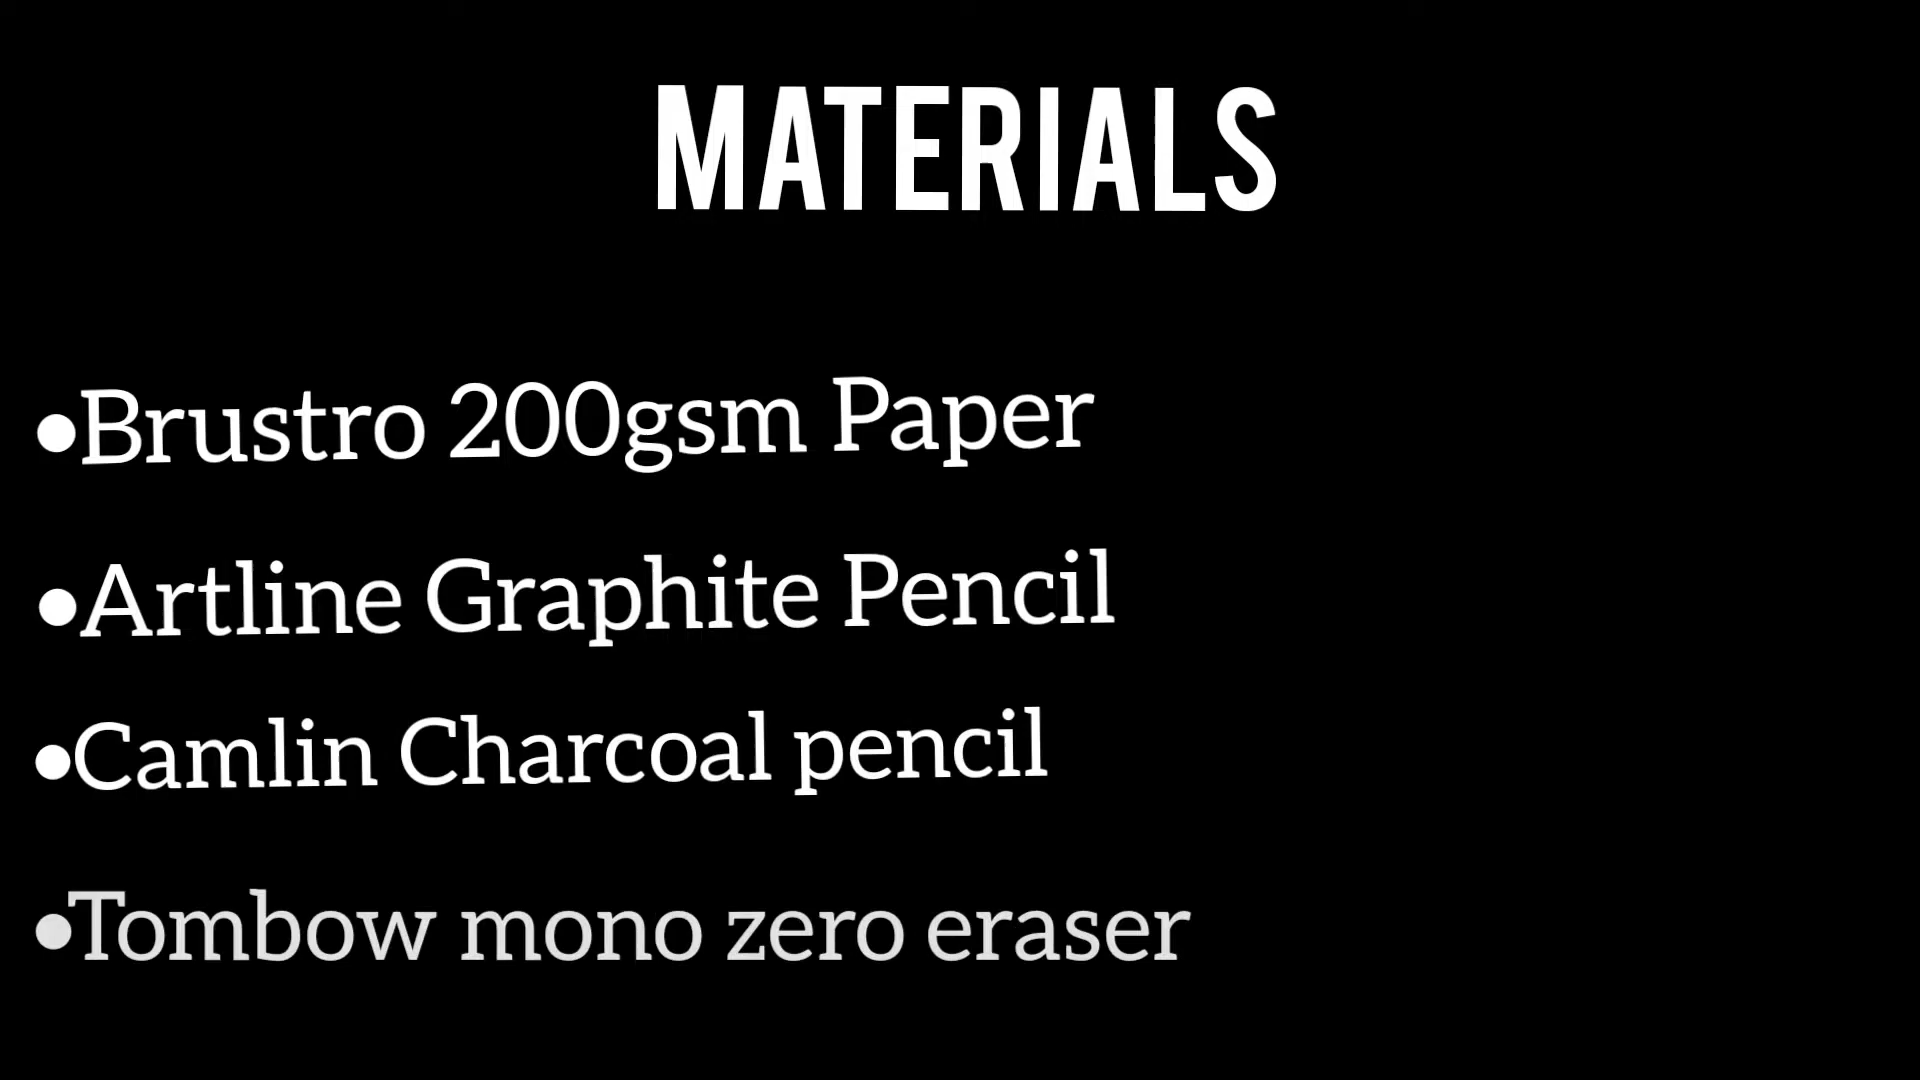 MATERIALS
•Brustro 200gsm Paper
•Artline Graphite Pencil
•Camlin Charcoal pencil
•Tombow mono zero eraser